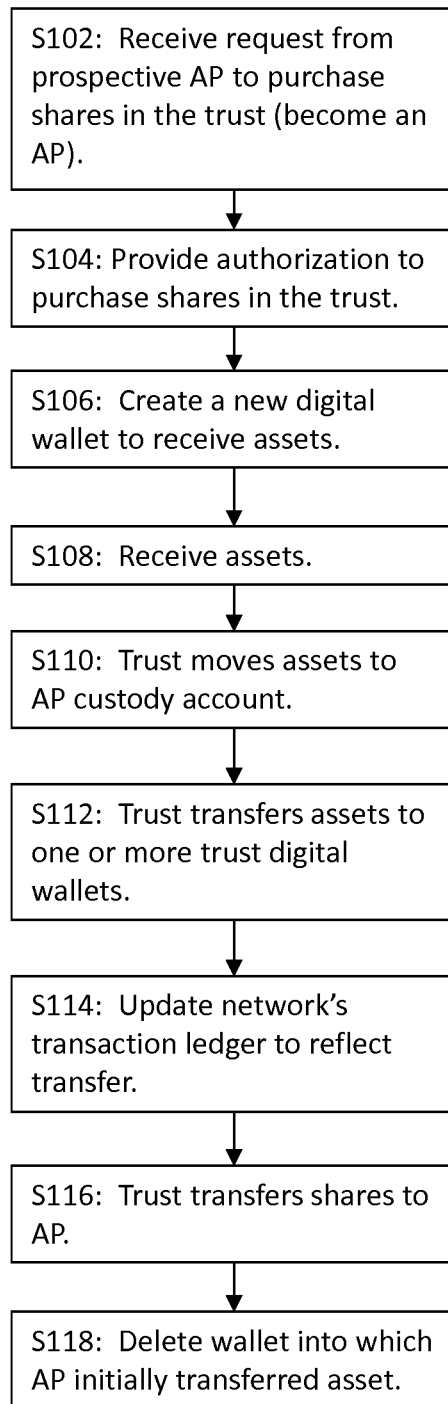 S102:  Receive request from
prospective AP to purchase
shares in the trust (become an
AP).
S104: Provide authorization to
purchase shares in the trust.
S106:  Create a new digital
wallet to receive assets.
S108:  Receive assets.
S110:  Trust moves assets to
AP custody account.
S112:  Trust transfers assets to
one or more trust digital
wallets.
S114:  Update network’s
transaction ledger to reflect
transfer.
S116:  Trust transfers shares to
AP.
S118:  Delete wallet into which
AP initially transferred asset.